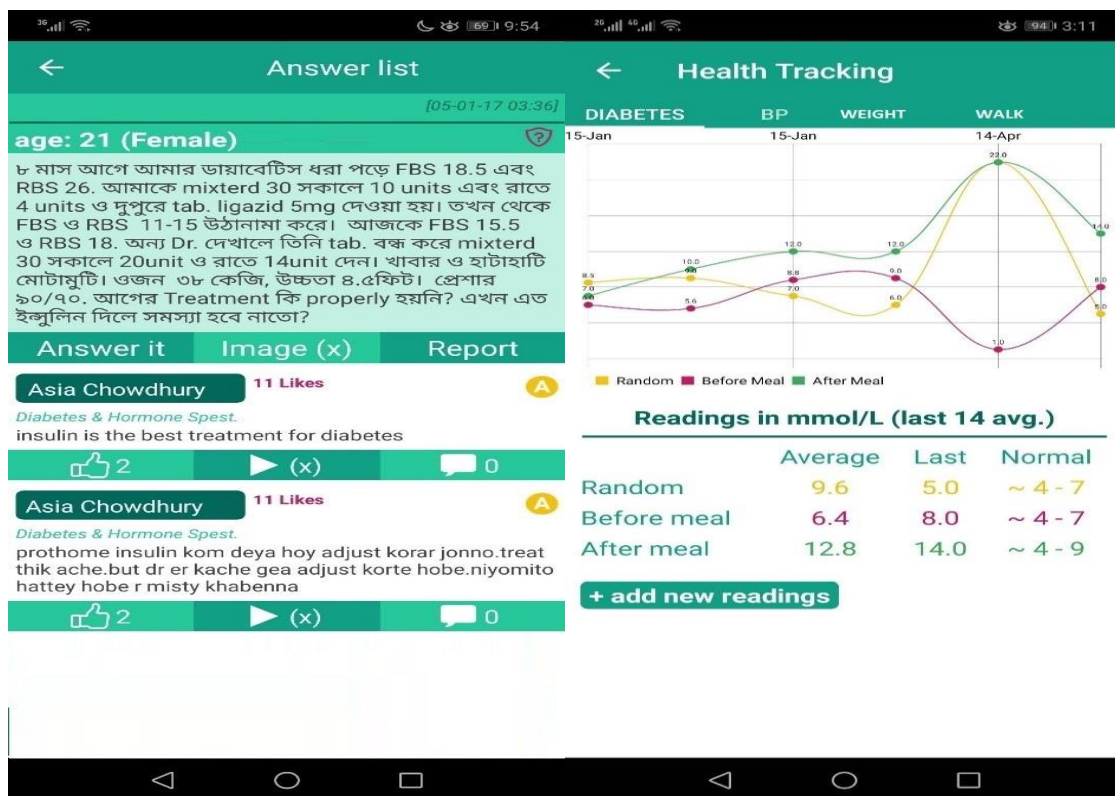 3G 69 9:54
Answer list
[05-01-17 03:36]
age: 21 (Female)
৮ মাস আগে আমার ডায়াবেটিস ধরা পড়ে FBS 18.5 এবং
RBS 26. আমাকে mixterd 30 সকালে 10 units এবং রাতে
4 units ও দুপুরে tab. ligazid 5mg দেওয়া হয়। তখন থেকে
FBS ও RBS 11-15 উঠানামা করে। আজকে FBS 15.5
ও RBS 18. অন্য Dr. দেখালে তিনি tab. বন্ধ করে mixterd
30 সকালে 20unit ও রাতে 14unit দেন। খাবার ও হাটাহাটি
মোটামুটি। ওজন ৩৮ কেজি, উচ্চতা ৪.৫ফিট। প্রেশার
৯০/৭০. আগের Treatment কি properly হয়নি? এখন এত
ইন্সুলিন দিলে সমস্যা হবে নাতো?
Answer it Image (x) Report
Asia Chowdhury 11 Likes A
Diabetes & Hormone Spest.
insulin is the best treatment for diabetes
2 (x) 0
Asia Chowdhury 11 Likes A
Diabetes & Hormone Spest.
prothome insulin kom deya hoy adjust korar jonno.treat
thik ache.but dr er kache gea adjust korte hobe.niyomito
hattey hobe r misty khabenna
2 (x) 0
2G 4G 94 3:11
Health Tracking
DIABETES BP WEIGHT WALK
15-Jan 15-Jan 14-Apr
22.0
14.0
12.0 12.0
10.0
9.0
8.5 8.8 9.0
8.0
7.0 7.0
6.0 6.0
5.6 5.0
1.0
Random Before Meal After Meal
Readings in mmol/L (last 14 avg.)
Average Last Normal
Random 9.6 5.0 ~ 4 - 7
Before meal 6.4 8.0 ~ 4 - 7
After meal 12.8 14.0 ~ 4 - 9
+ add new readings